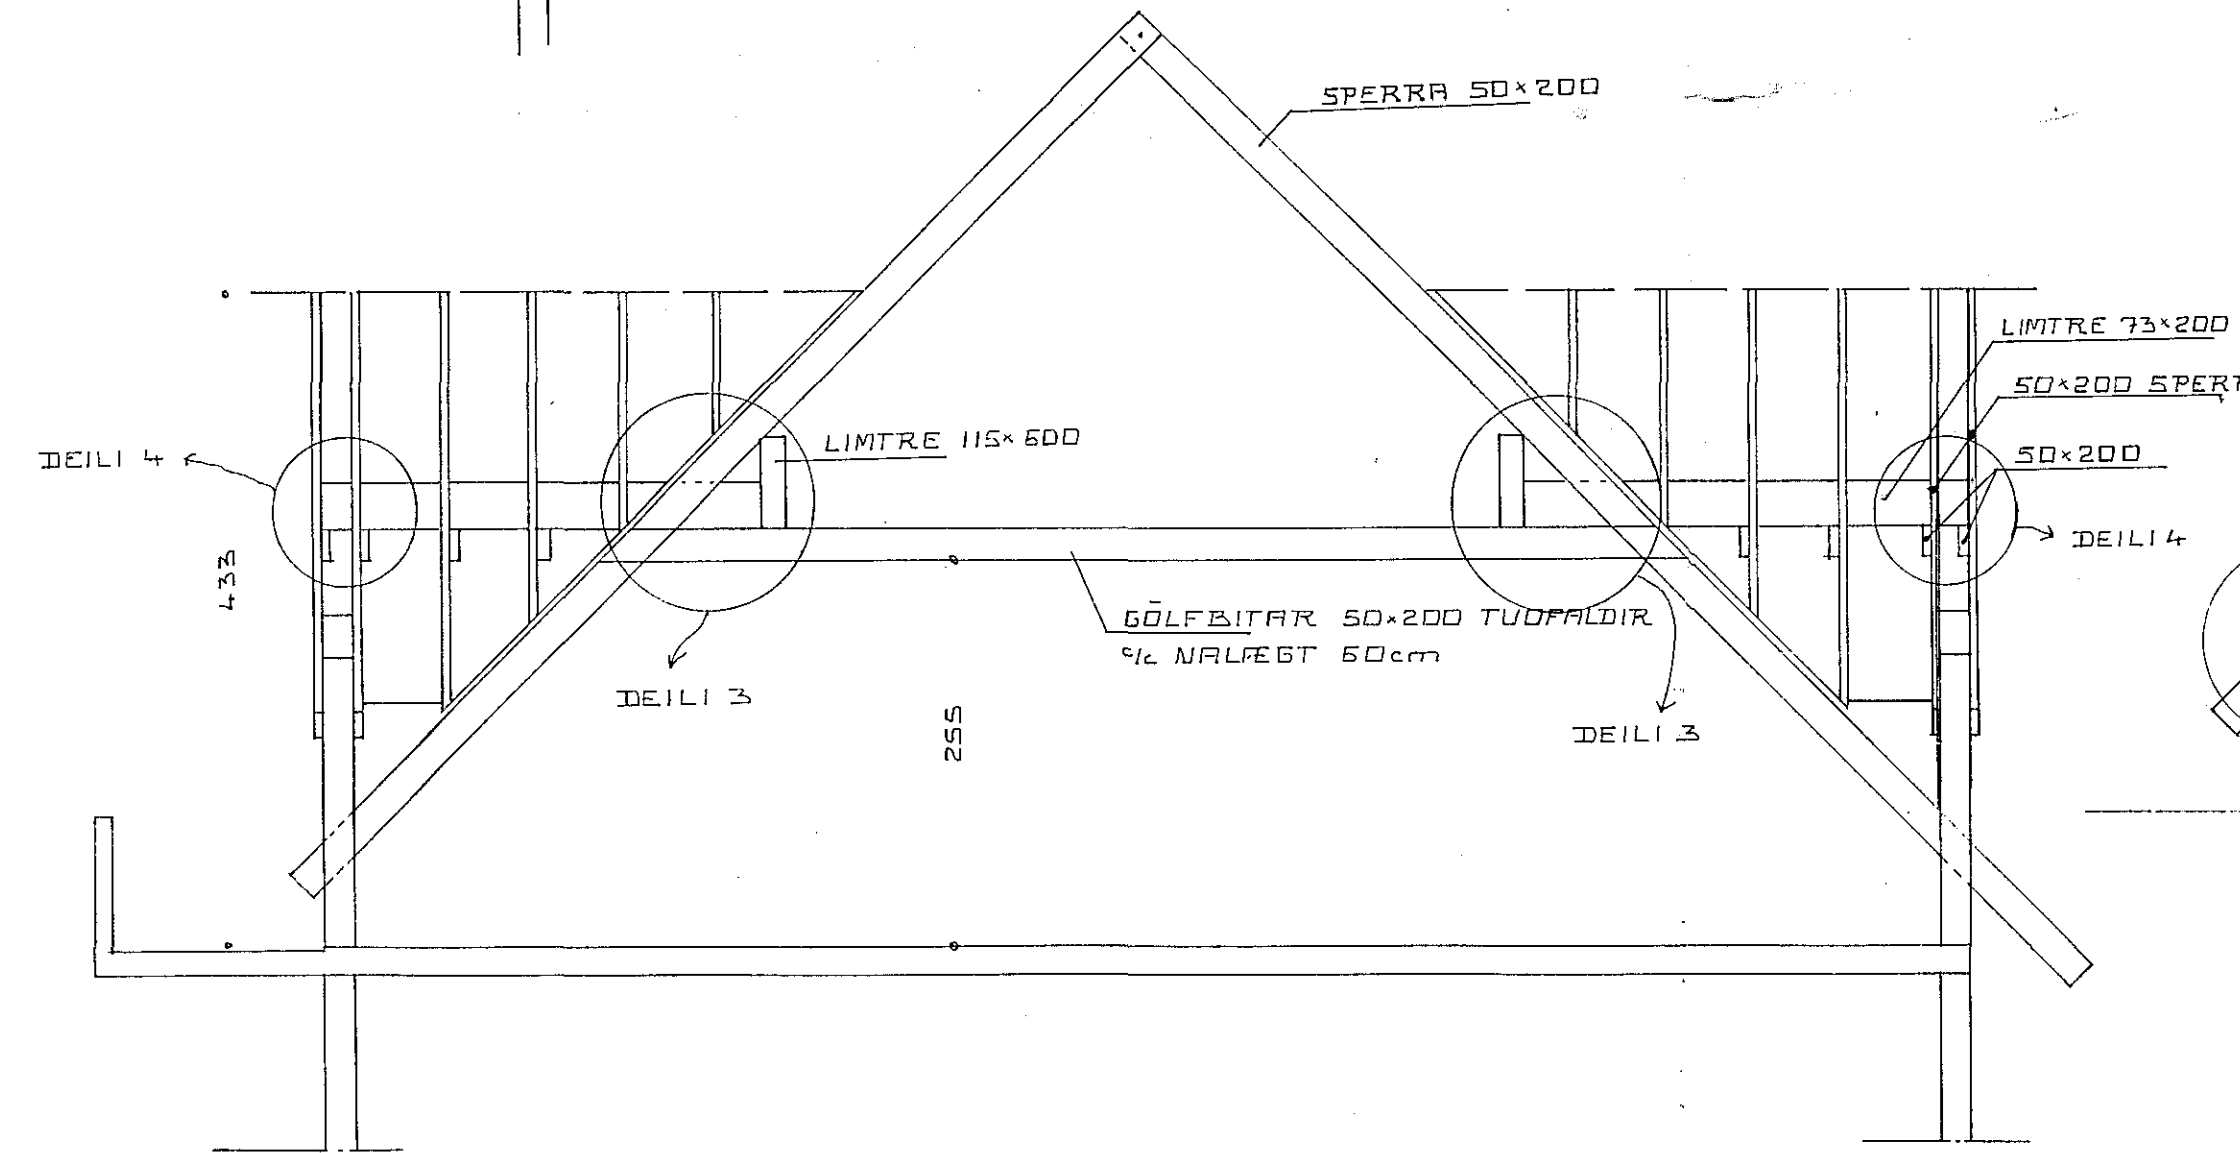 SPERRA 50×200
LIMTRE 73×200
50×200 SPERR
50×200
LIMTRE 115×600
DEILI 4
DEILI 4
433
GÓLFBITAR 50×200 TVÖFALDIR
c/c NALÆGT 60cm
DEILI 3
255
DEILI 3